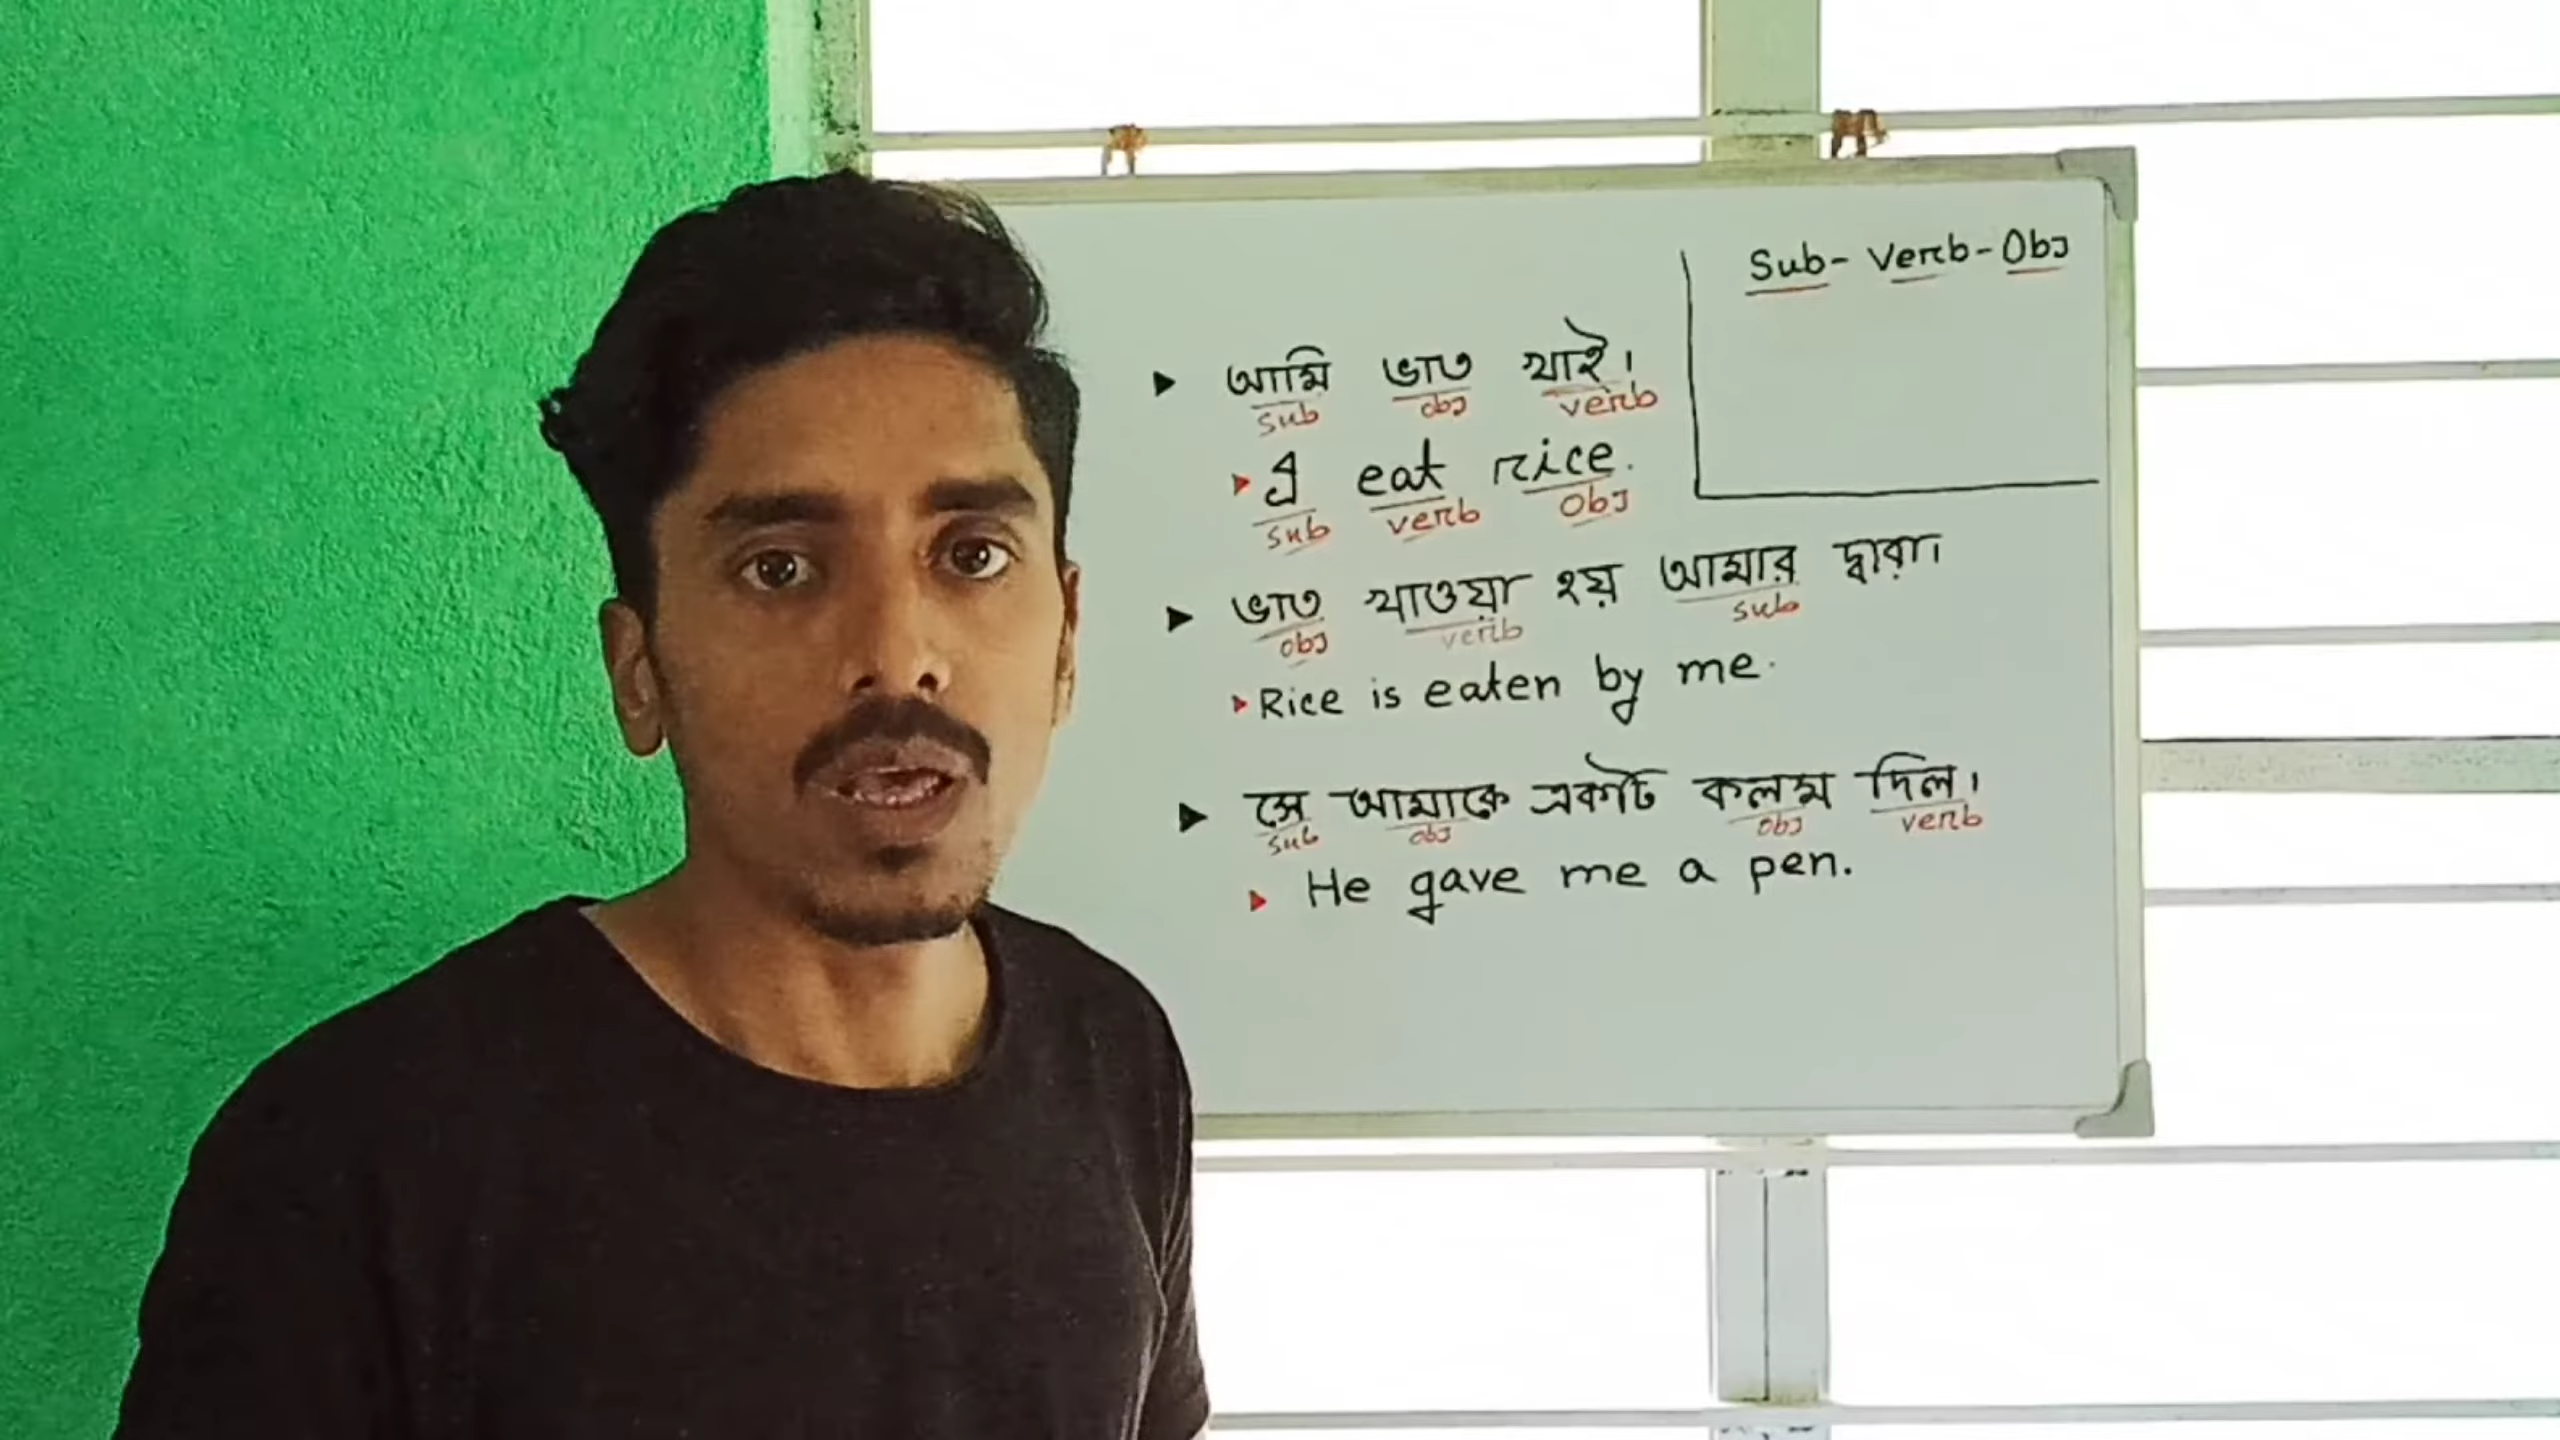 Sub- Verb- Obj
আমি ভাত খাই।
sub obj verb
I eat rice.
sub verb obj
ভাত খাওয়া হয় আমার দ্বারা।
obj verb sub
Rice is eaten by me.
সে আমাকে একটি কলম দিল।
sub obj obj verb
He gave me a pen.